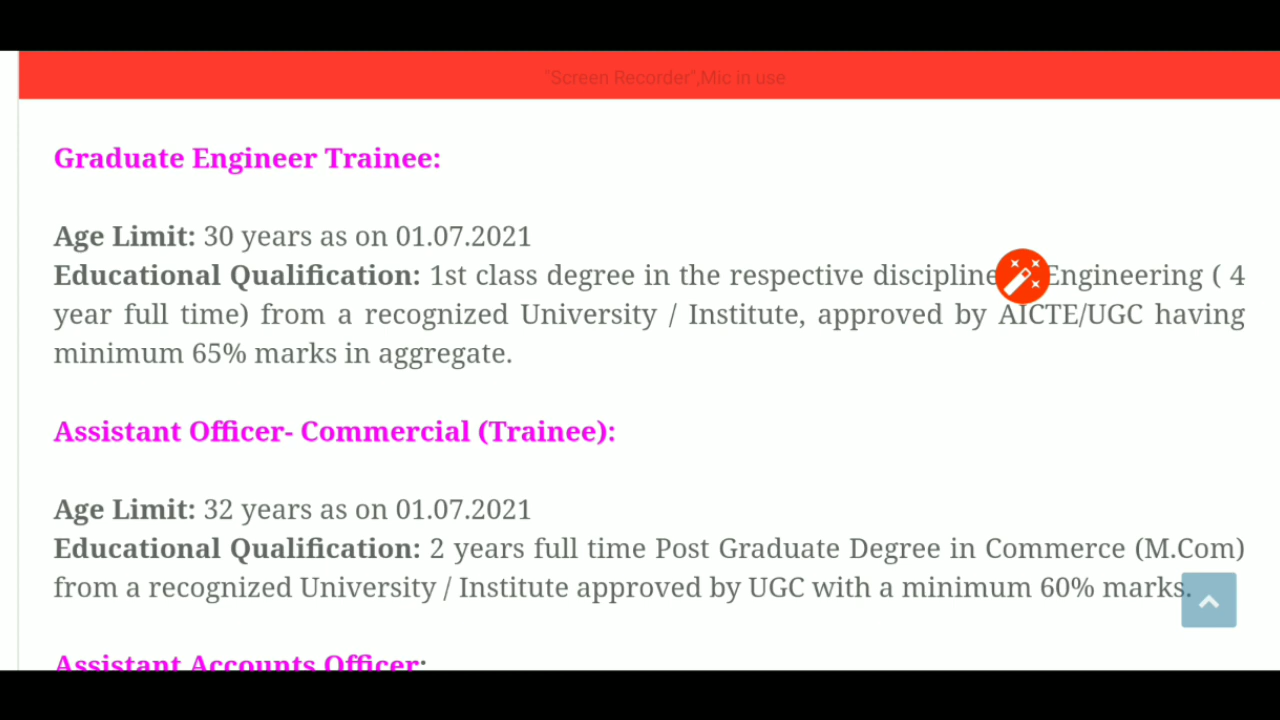 "Screen Recorder",Mic in use
Graduate Engineer Trainee:
Age Limit: 30 years as on 01.07.2021
Educational Qualification: 1st class degree in the respective discipline Engineering ( 4
year full time) from a recognized University / Institute, approved by AICTE/UGC having
minimum 65% marks in aggregate.
Assistant Officer- Commercial (Trainee):
Age Limit: 32 years as on 01.07.2021
Educational Qualification: 2 years full time Post Graduate Degree in Commerce (M.Com)
from a recognized University / Institute approved by UGC with a minimum 60% marks.
Assistant Accounts Officer: